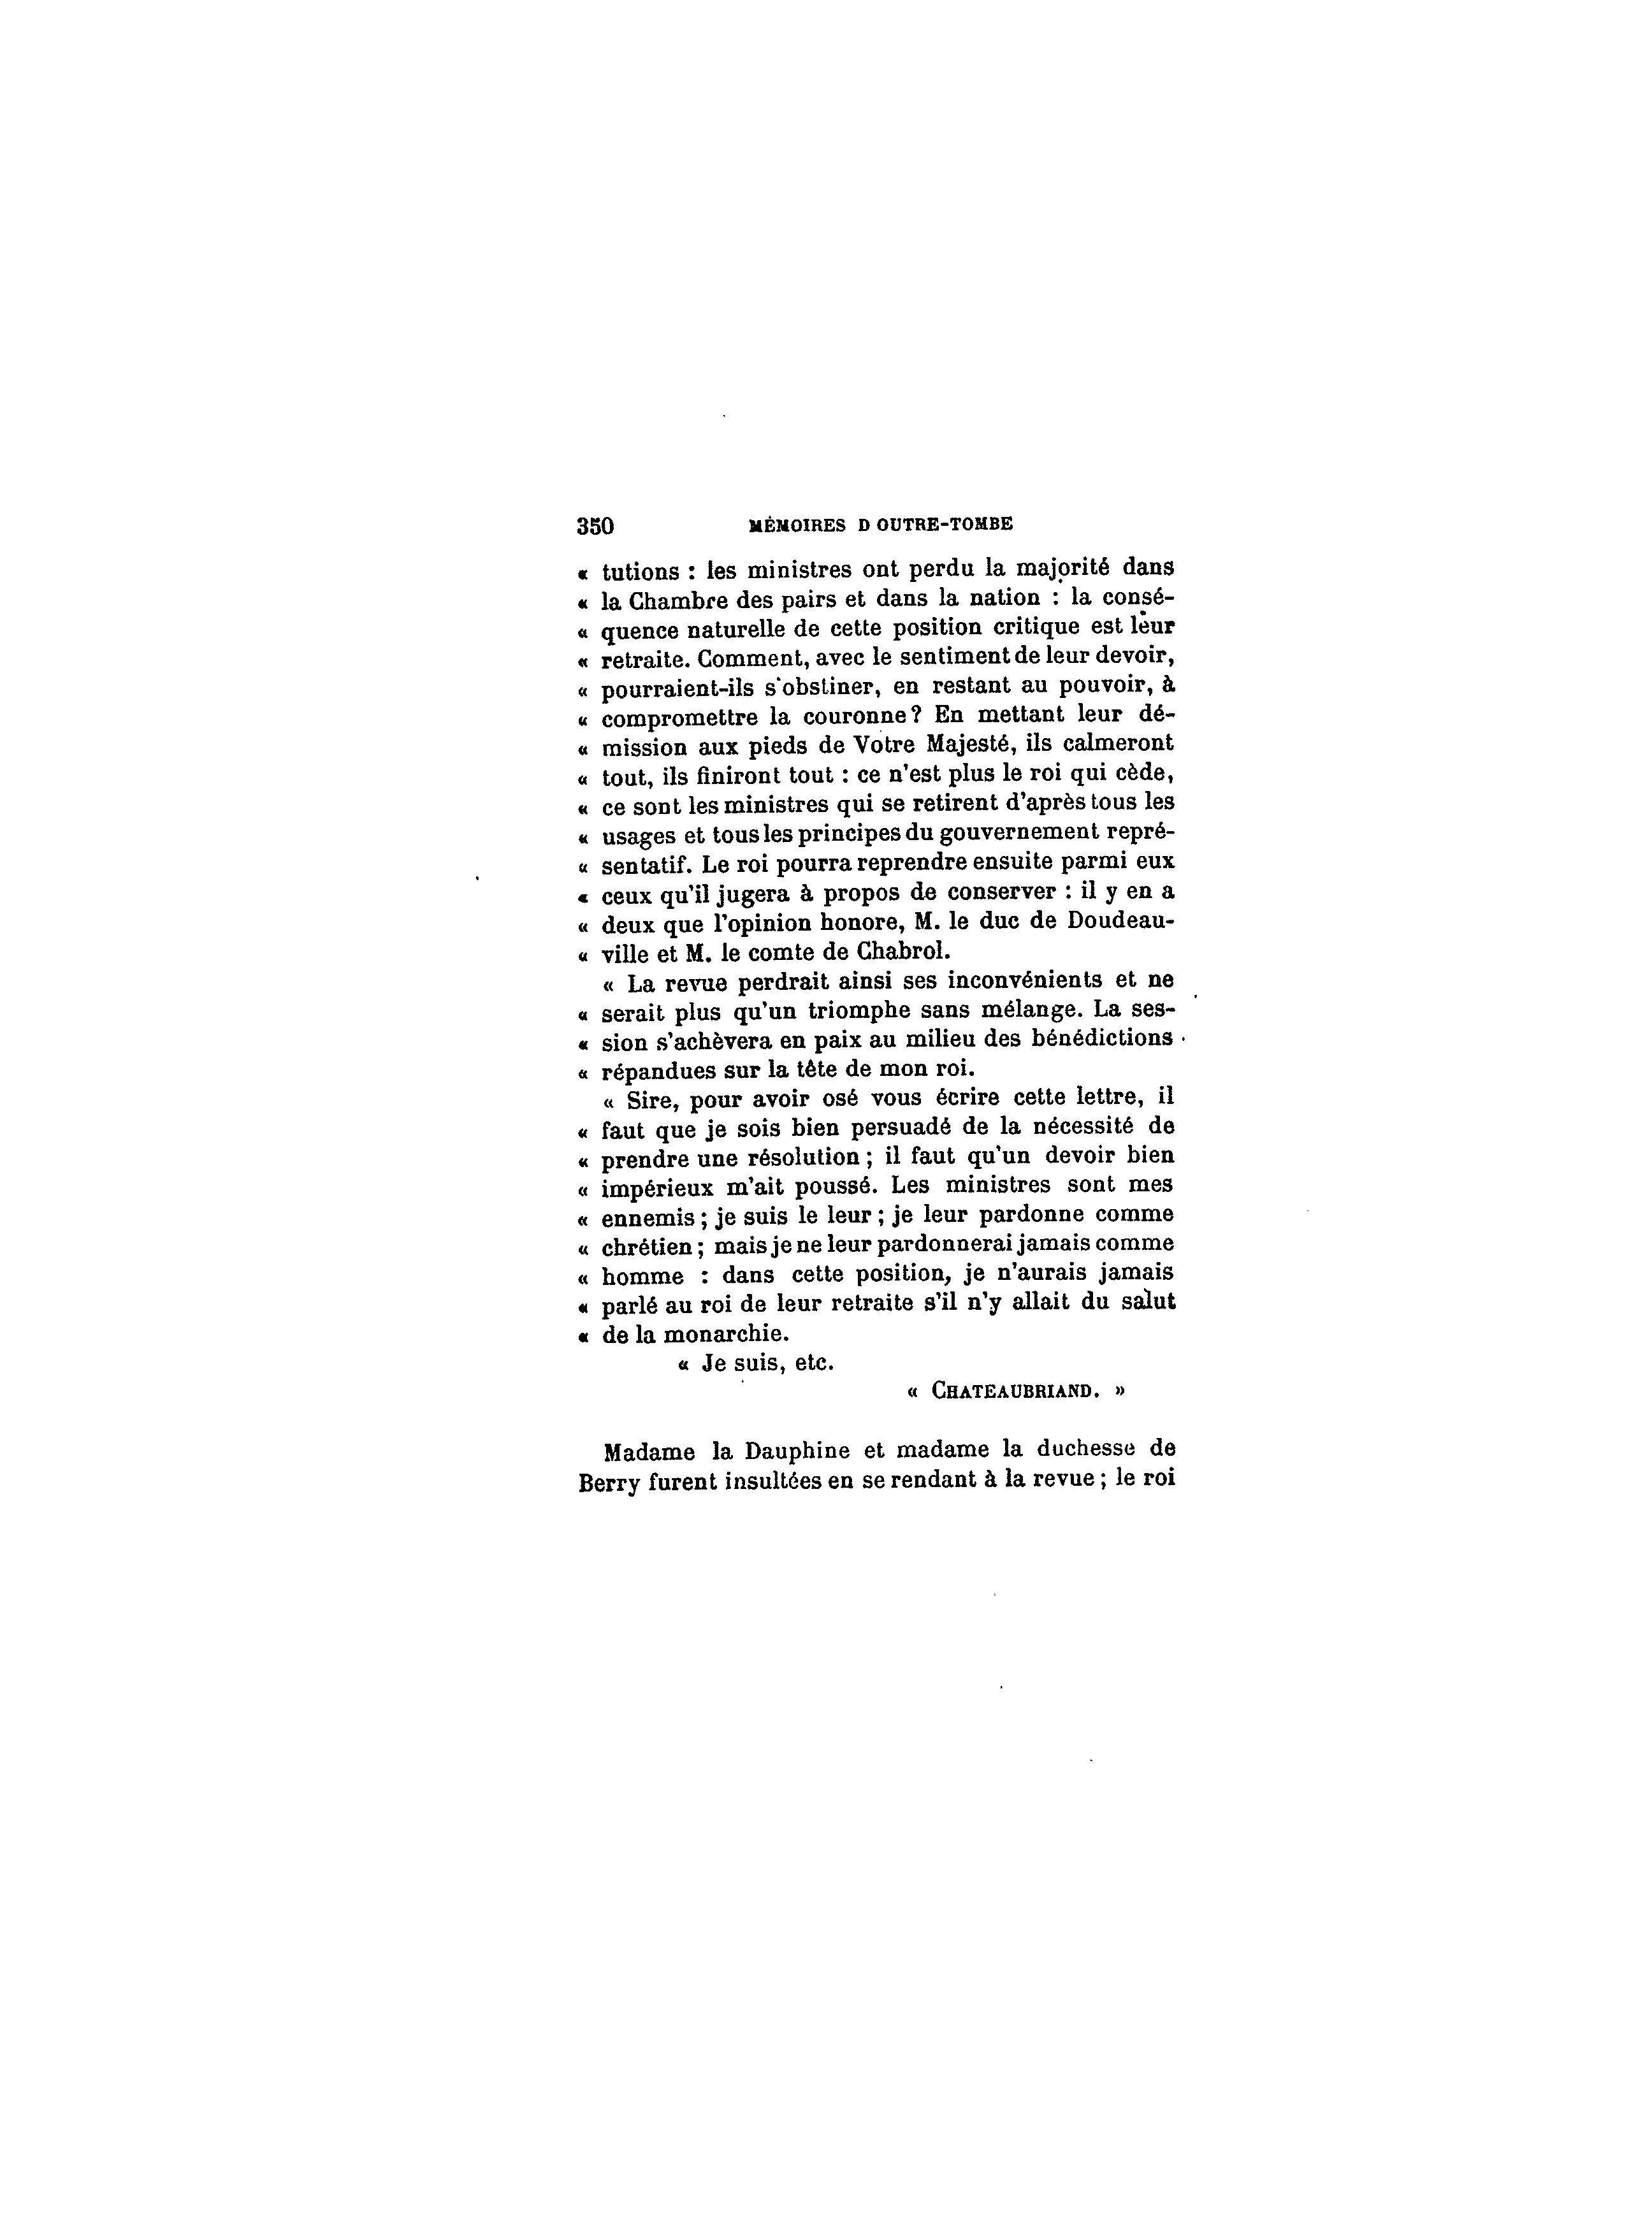 350 MÉMOIRES D OUTRE-TOMBE
« tutions : les ministres ont perdu la majorité dans
« la Chambre des pairs et dans la nation : la consé-
« quence naturelle de cette position critique est leur
« retraite. Comment, avec le sentiment de leur devoir,
« pourraient-ils s'obstiner, en restant au pouvoir, à
« compromettre la couronne? En mettant leur dé-
« mission aux pieds de Votre Majesté, ils calmeront
« tout, ils finiront tout : ce n'est plus le roi qui cède,
« ce sont les ministres qui se retirent d'après tous les
« usages et tous les principes du gouvernement repré-
« sentatif. Le roi pourra reprendre ensuite parmi eux
« ceux qu'il jugera à propos de conserver : il y en a
« deux que l'opinion honore, M. le duc de Doudeau-
« ville et M. le comte de Chabrol.
« La revue perdrait ainsi ses inconvénients et ne
« serait plus qu'un triomphe sans mélange. La ses-
« sion s'achèvera en paix au milieu des bénédictions
« répandues sur la tête de mon roi.
« Sire, pour avoir osé vous écrire cette lettre, il
« faut que je sois bien persuadé de la nécessité de
« prendre une résolution ; il faut qu'un devoir bien
« impérieux m'ait poussé. Les ministres sont mes
« ennemis ; je suis le leur ; je leur pardonne comme
« chrétien ; mais je ne leur pardonnerai jamais comme
« homme : dans cette position, je n'aurais jamais
« parlé au roi de leur retraite s'il n'y allait du salut
« de la monarchie.
« Je suis, etc.
« CHATEAUBRIAND. »
Madame la Dauphine et madame la duchesse de
Berry furent insultées en se rendant à la revue ; le roi